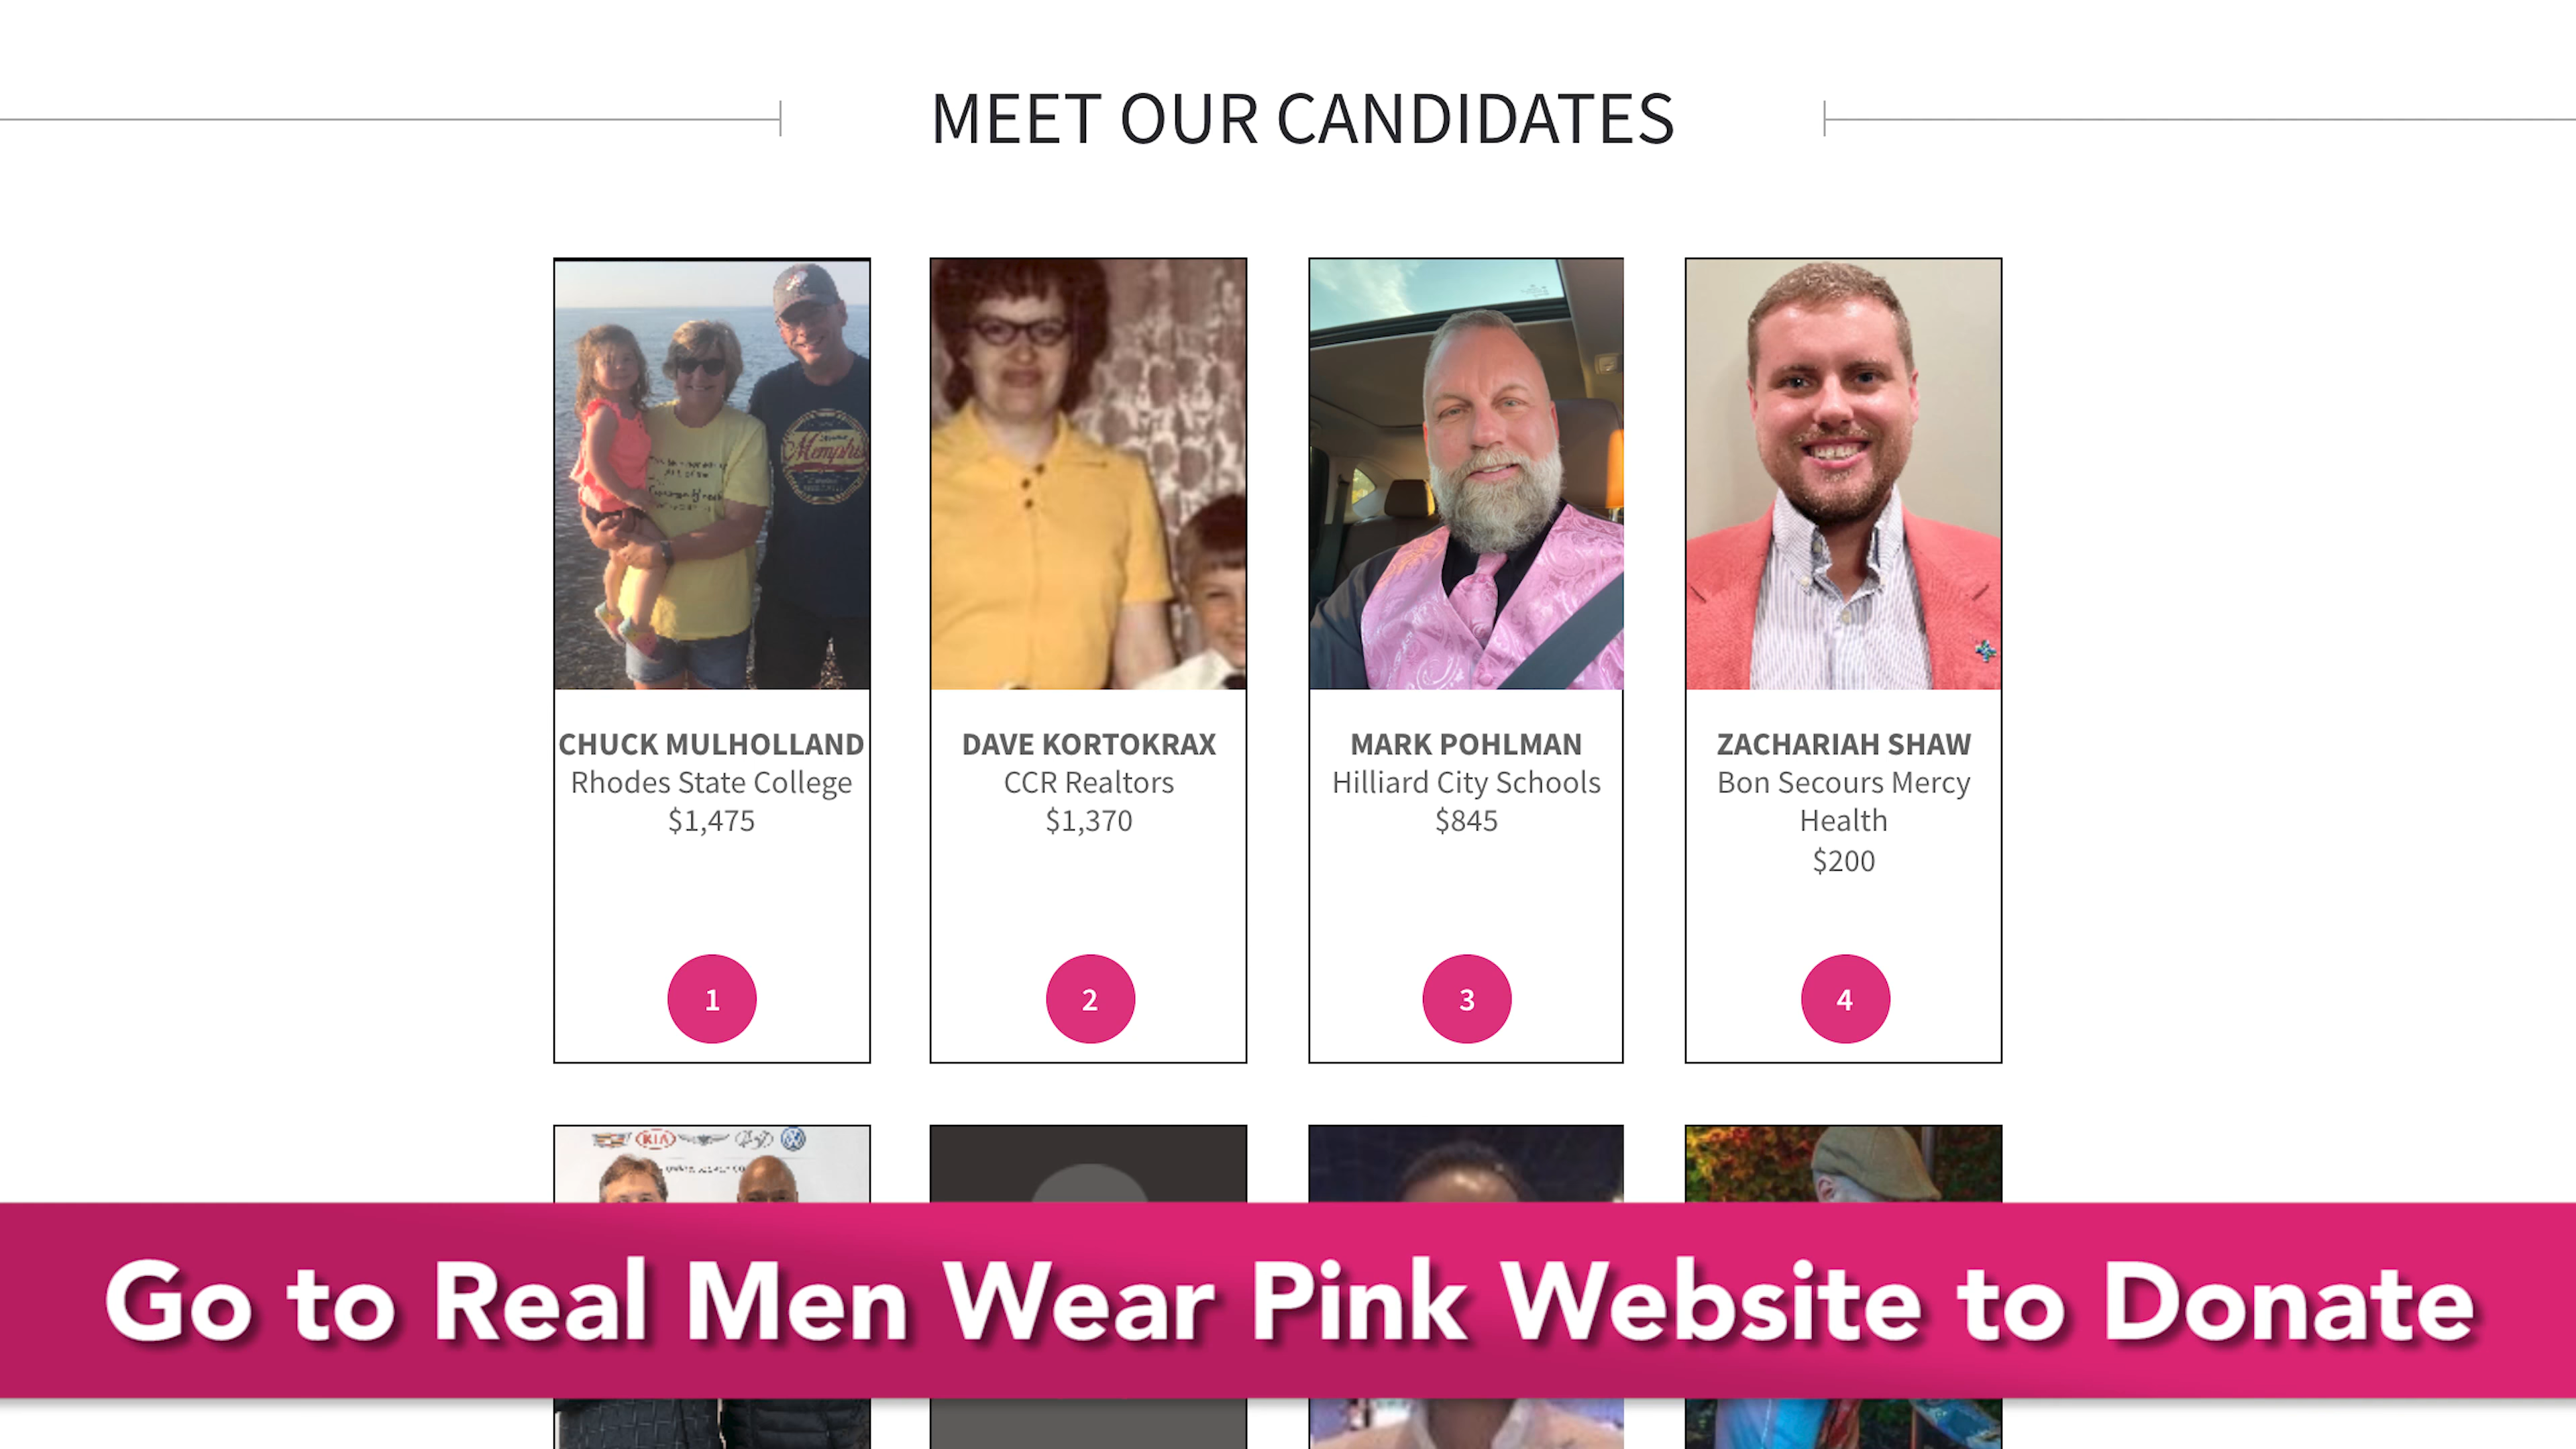 MEET OUR CANDIDATES
Memphis
CHUCK MULHOLLAND
Rhodes State College
$1,475
1
DAVE KORTOKRAX
CCR Realtors
$1,370
2
MARK POHLMAN
Hilliard City Schools
$845
3
ZACHARIAH SHAW
Bon Secours Mercy
Health
$200
4
KIA
Go to Real Men Wear Pink Website to Donate